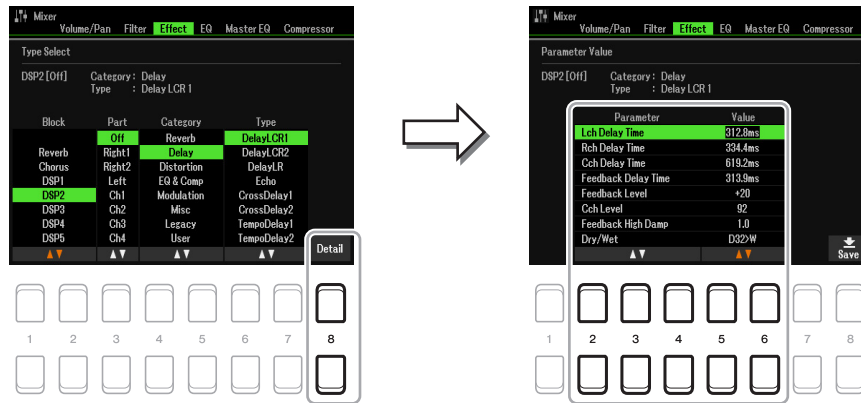 Mixer
Volume/Pan Filter Effect EQ Master EQ Compressor
Type Select
DSP2 [Off] Category : Delay
Type : Delay LCR 1
Block Part Category Type
Off Reverb DelayLCR1
Reverb Right1 Delay DelayLCR2
Chorus Right2 Distortion DelayLR
DSP1 Left EQ & Comp Echo
DSP2 Ch1 Modulation CrossDelay1
DSP3 Ch2 Misc CrossDelay2
DSP4 Ch3 Legacy TempoDelay1
DSP5 Ch4 User TempoDelay2
Detail
1 2 3 4 5 6 7 8
Mixer
Volume/Pan Filter Effect EQ Master EQ Compressor
Parameter Value
DSP2 [Off] Category : Delay
Type : Delay LCR 1
Parameter Value
Lch Delay Time 312.8ms
Rch Delay Time 334.4ms
Cch Delay Time 619.2ms
Feedback Delay Time 313.9ms
Feedback Level +20
Cch Level 92
Feedback High Damp 1.0
Dry/Wet D32>W
Save
1 2 3 4 5 6 7 8